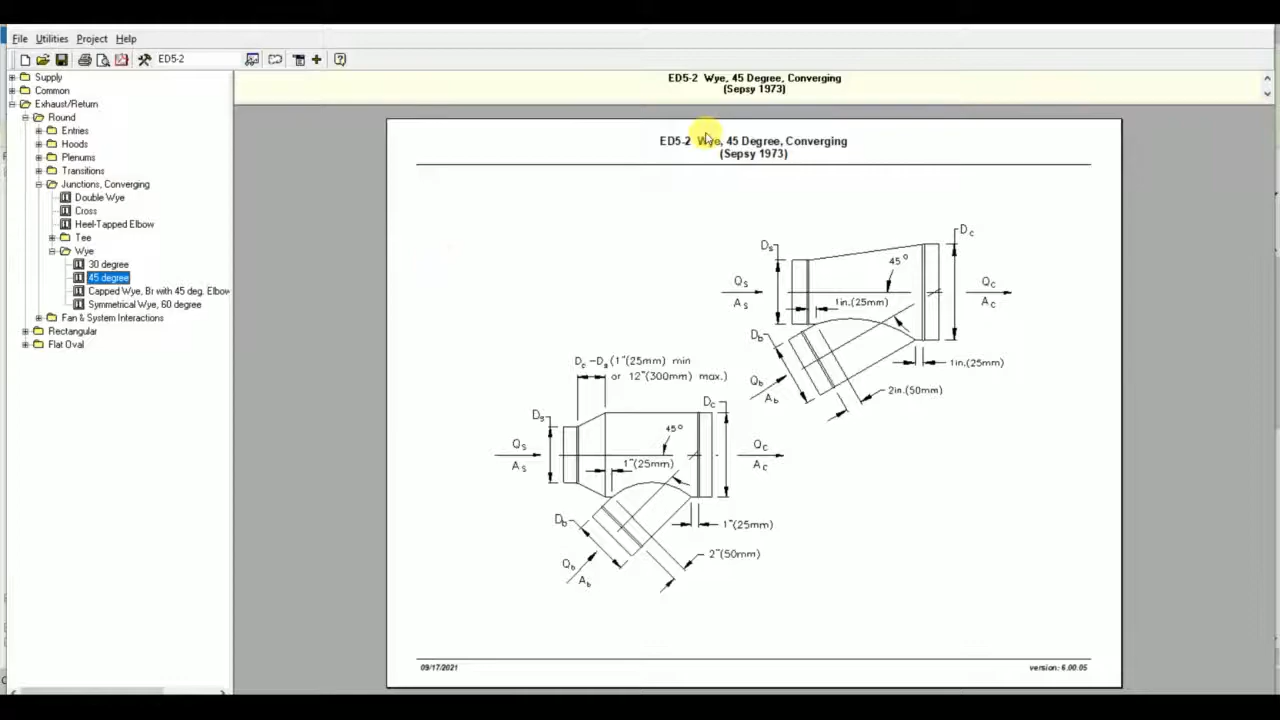 File Utilities Project Help
ED5-2
Supply
Common
Exhaust/Return
Round
Entries
Hoods
Plenums
Transitions
Junctions, Converging
Double Wye
Cross
Heel-Tapped Elbow
Tee
Wye
30 degree
45 degree
Capped Wye, Br with 45 deg. Elbow
Symmetrical Wye, 60 degree
Fan & System Interactions
Rectangular
Flat Oval
ED5-2 Wye, 45 Degree, Converging
(Sepsy 1973)
ED5-2 Wye, 45 Degree, Converging
(Sepsy 1973)
Dc
Ds
45°
Qs
Qc
As
1in.(25mm)
Ac
Db
1in.(25mm)
Qb
2in.(50mm)
Ab
Dc -Ds (1"(25mm) min
or 12"(300mm) max.)
Dc
Ds
45°
Qs
Qc
As
1"(25mm)
Ac
Db
1"(25mm)
2"(50mm)
Qb
Ab
09/17/2021
version: 6.00.05